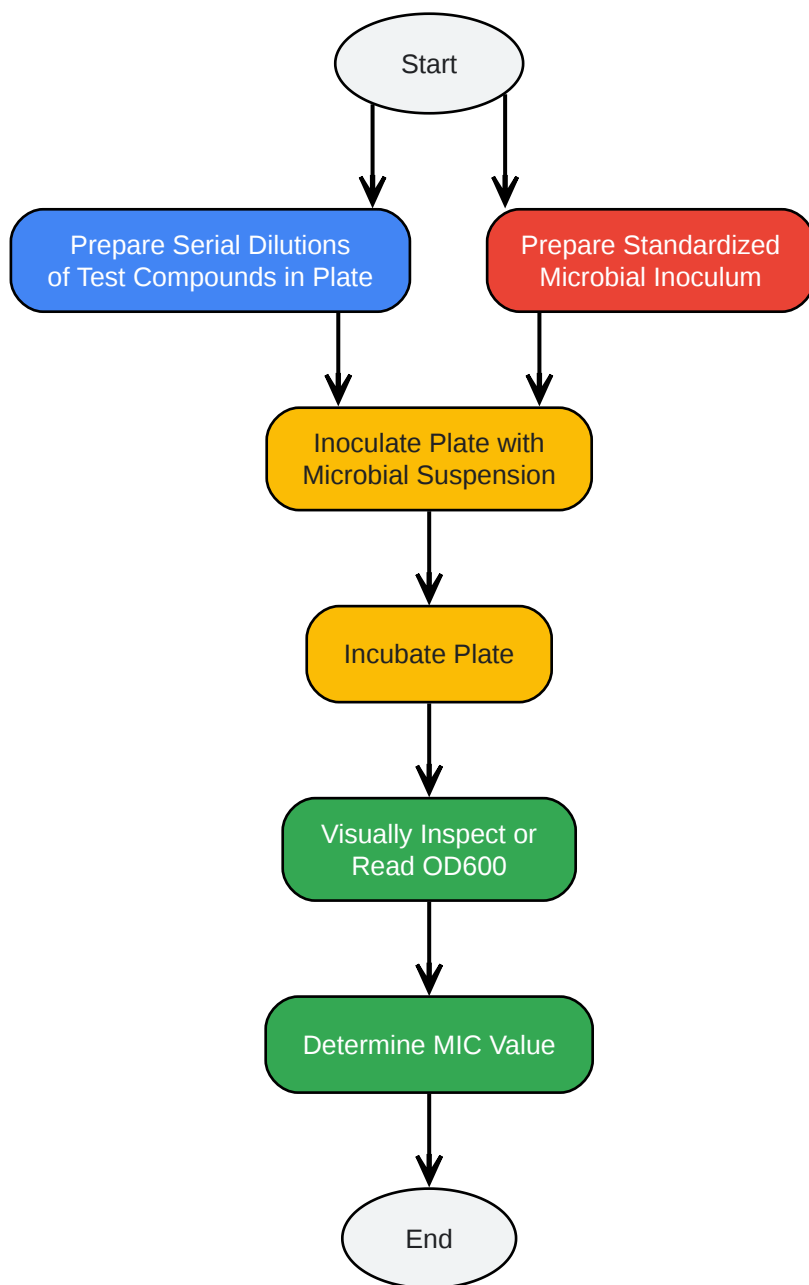 Start
Prepare Serial Dilutions
of Test Compounds in Plate
Prepare Standardized
Microbial Inoculum
Inoculate Plate with
Microbial Suspension
Incubate Plate
Visually Inspect or
Read OD600
Determine MIC Value
End